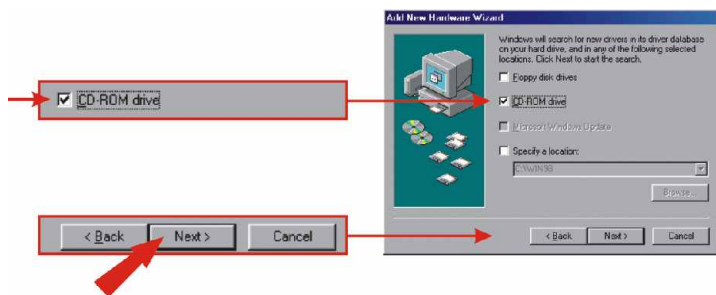 Add New Hardware Wizard
Windows will search for new drivers in its driver database
on your hard drive, and in any of the following selected
locations. Click Next to start the search.
Floppy disk drives
CD-ROM drive
Microsoft Windows Update
Specify a location:
C:\WIN98
Browse...
< Back Next > Cancel
CD-ROM drive
< Back Next > Cancel